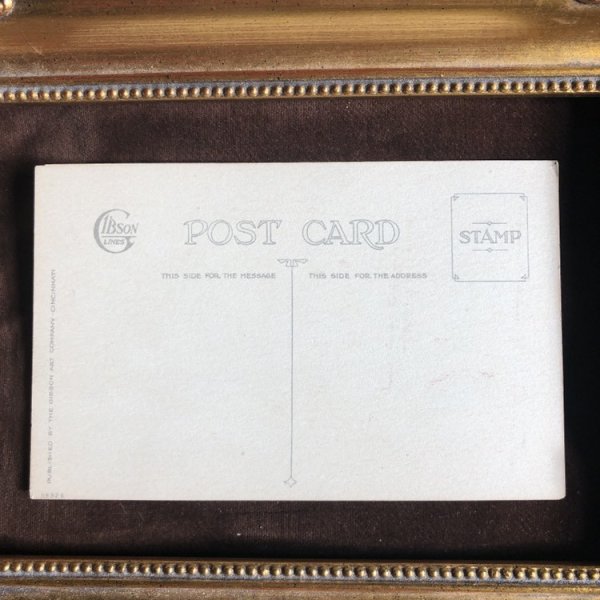 GIBSON
LINES
POST CARD
STAMP
THIS SIDE FOR THE MESSAGE
THIS SIDE FOR THE ADDRESS
PUBLISHED BY THE GIBSON ART COMPANY CINCINNATI